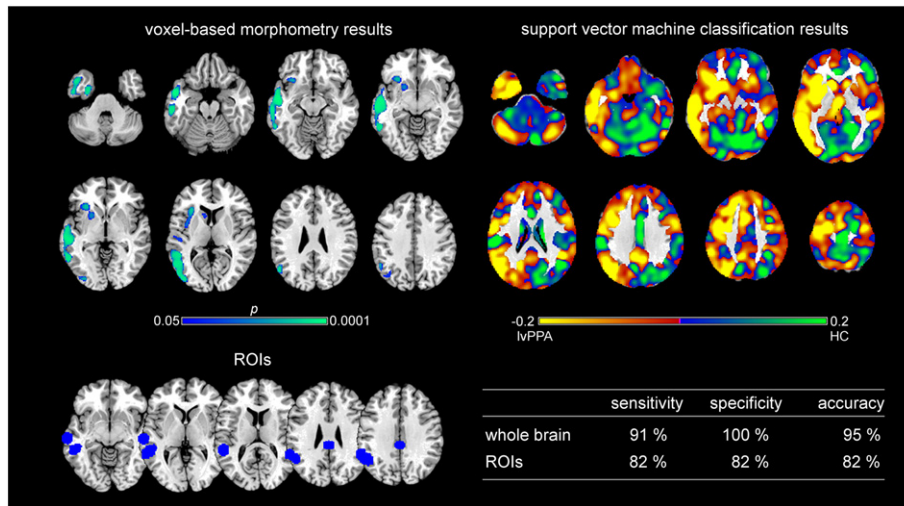 voxel-based morphometry results
support vector machine classification results
p
0.05 0.0001
-0.2 0.2
lvPPA HC
ROIs
sensitivity specificity accuracy
whole brain 91 % 100 % 95 %
ROIs 82 % 82 % 82 %